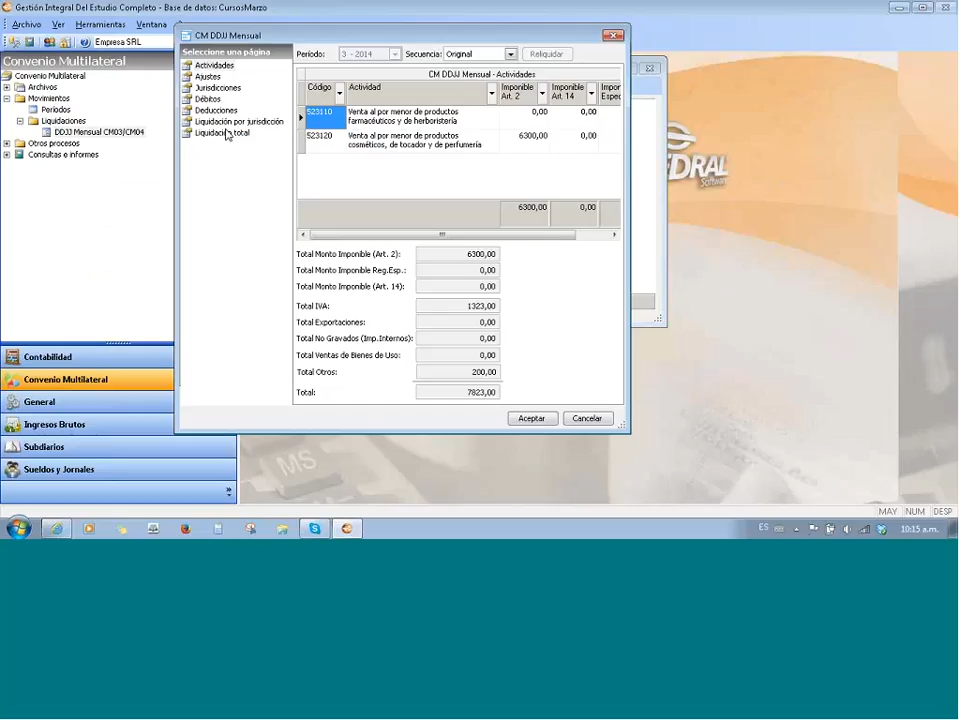 Gestión Integral Del Estudio Completo - Base de datos: CursosMarzo
Archivo Ver Herramientas Ventana
Empresa SRL
Convenio Multilateral
Convenio Multilateral
Archivos
Movimientos
Períodos
Liquidaciones
DDJJ Mensual CM03/CM04
Otros procesos
Consultas e informes
Contabilidad
Convenio Multilateral
General
Ingresos Brutos
Subdiarios
Sueldos y Jornales
CM DDJJ Mensual
Seleccione una página
Actividades
Ajustes
Jurisdicciones
Débitos
Deducciones
Liquidación por jurisdicción
Liquidación total
Período: 3 - 2014 Secuencia: Original Reliquidar
CM DDJJ Mensual - Actividades
Código Actividad Imponible Art. 2 Imponible Art. 14 Impor Espec
523110 Venta al por menor de productos 0,00 0,00
farmacéuticos y de herboristería
523120 Venta al por menor de productos 6300,00 0,00
cosméticos, de tocador y de perfumería
6300,00 0,00
Total Monto Imponible (Art. 2): 6300,00
Total Monto Imponible Reg.Esp.: 0,00
Total Monto Imponible (Art. 14): 0,00
Total IVA: 1323,00
Total Exportaciones: 0,00
Total No Gravados (Imp.Internos): 0,00
Total Ventas de Bienes de Uso: 0,00
Total Otros: 200,00
Total: 7823,00
Aceptar Cancelar
EDRAL
Software
MS
MAY NUM DESP
ES 10:15 a.m.